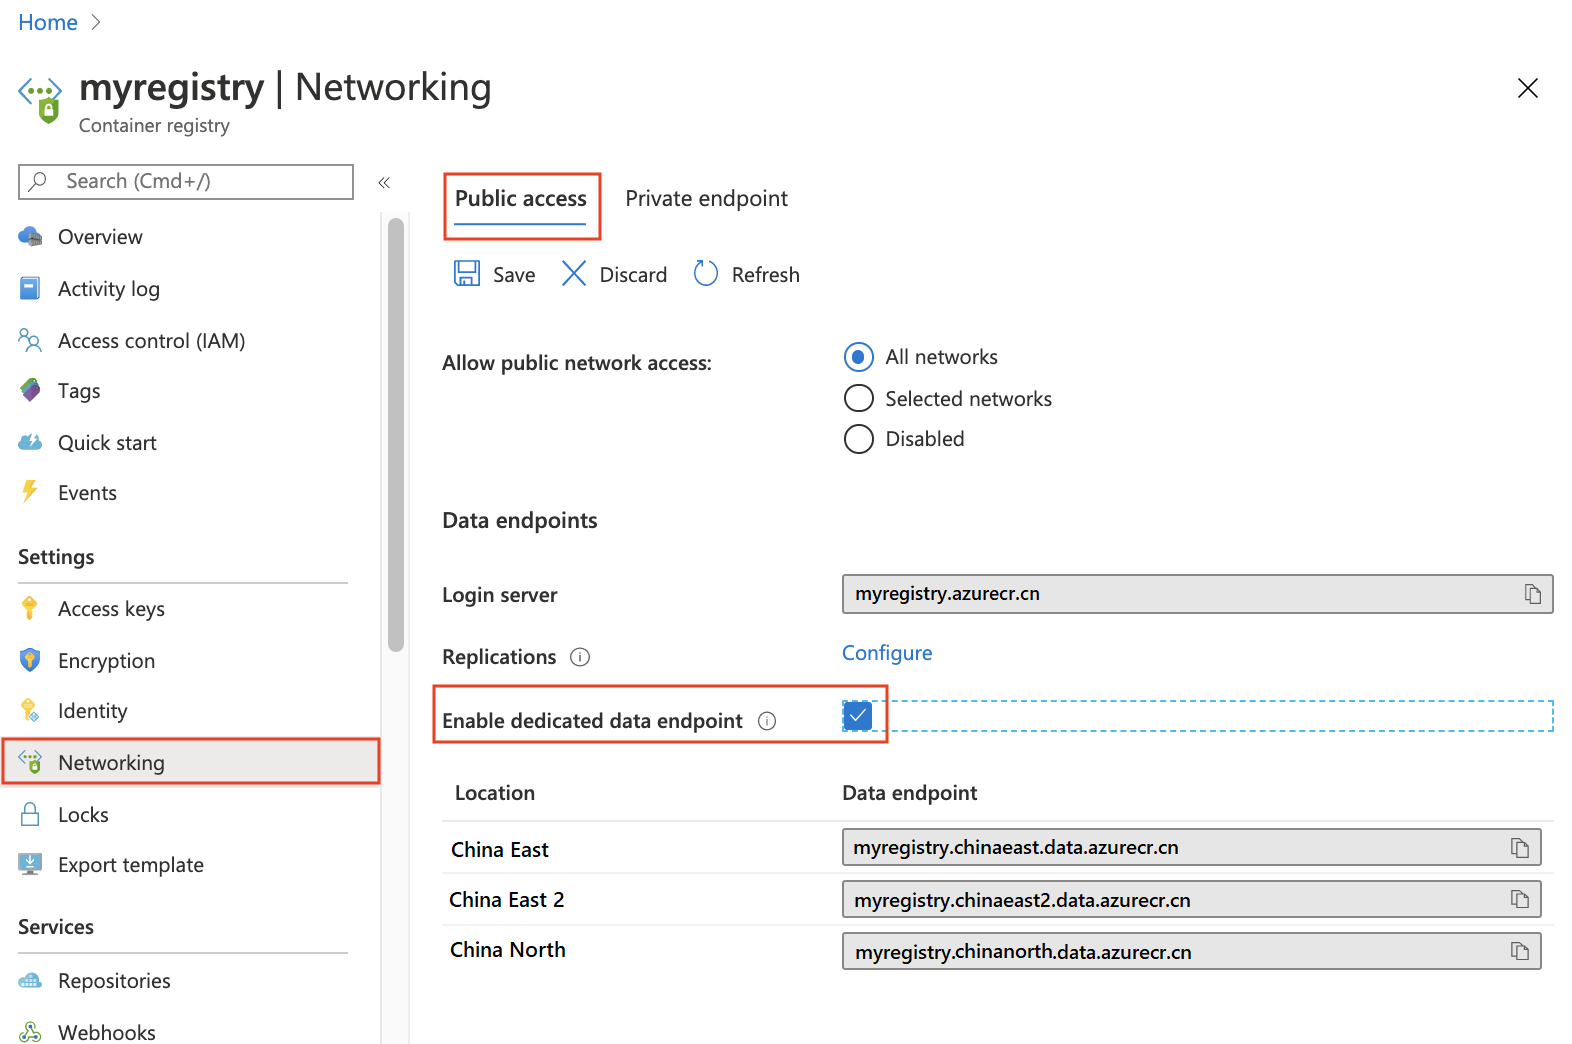 Home
myregistry | Networking
Container registry
Search (Cmd+/)
Overview
Activity log
Access control (IAM)
Tags
Quick start
Events
Settings
Access keys
Encryption
Identity
Networking
Locks
Export template
Services
Repositories
Webhooks
Public access Private endpoint
Save Discard Refresh
Allow public network access:
All networks
Selected networks
Disabled
Data endpoints
Login server myregistry.azurecr.cn
Replications Configure
Enable dedicated data endpoint
Location Data endpoint
China East myregistry.chinaeast.data.azurecr.cn
China East 2 myregistry.chinaeast2.data.azurecr.cn
China North myregistry.chinanorth.data.azurecr.cn